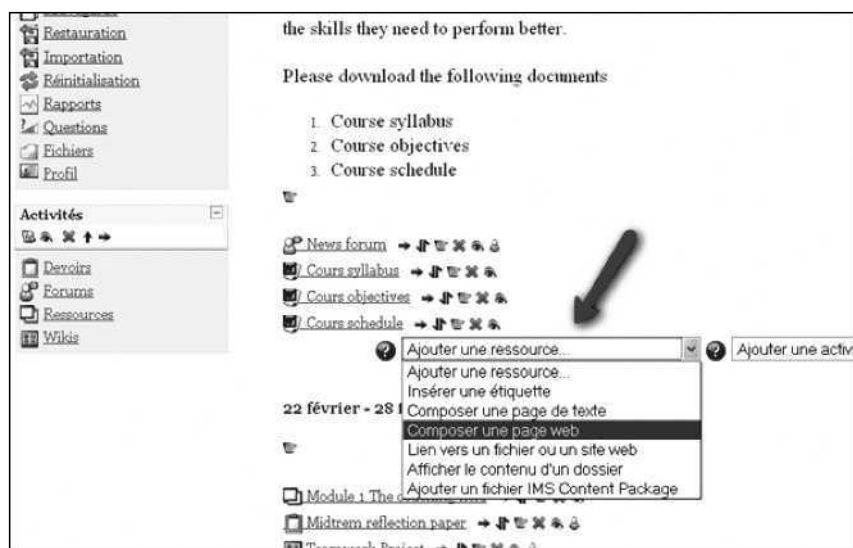 Restauration
Importation
Réinitialisation
Rapports
Questions
Fichiers
Profil
Activités
Devoirs
Forums
Ressources
Wikis
the skills they need to perform better.
Please download the following documents
1. Course syllabus
2. Course objectives
3. Course schedule
News forum
Cours syllabus
Cours objectives
Cours schedule
Ajouter une ressource...
Ajouter une activ
Ajouter une ressource...
Insérer une étiquette
Composer une page de texte
Composer une page web
Lien vers un fichier ou un site web
Afficher le contenu d'un dossier
Ajouter un fichier IMS Content Package
22 février - 28 f
Module 1 The
Midtrem reflection paper
Teamwork Project